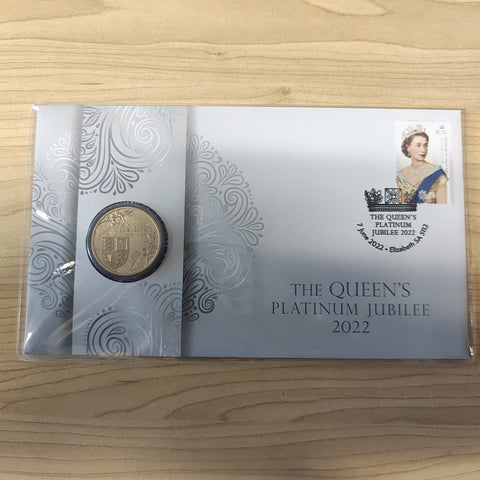 THE QUEEN'S
PLATINUM
JUBILEE 2022
7 June 2022 • Elizabeth SA 5112
THE QUEEN'S
PLATINUM JUBILEE
2022